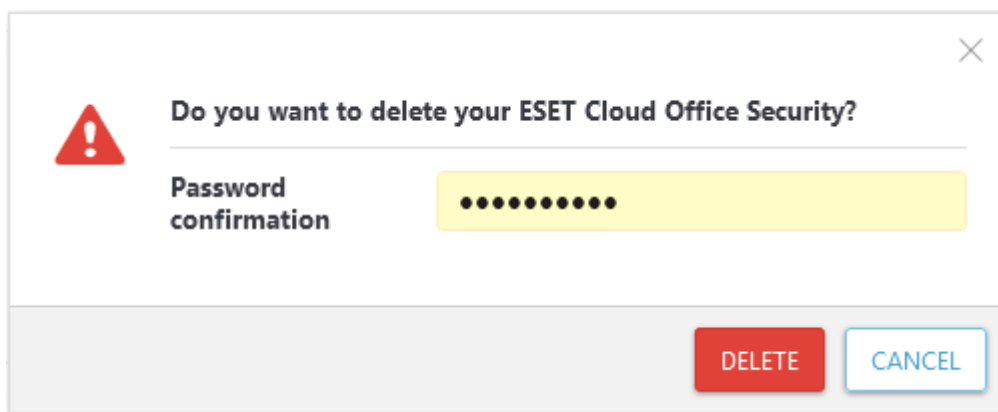 Do you want to delete your ESET Cloud Office Security?
Password
confirmation
••••••••••
DELETE
CANCEL